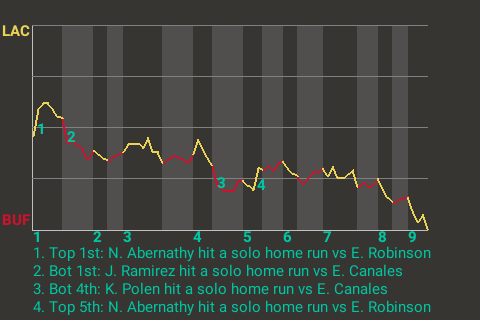 LAC
1
2
3
4
BUF
1 2 3 4 5 6 7 8 9
1. Top 1st: N. Abernathy hit a solo home run vs E. Robinson
2. Bot 1st: J. Ramirez hit a solo home run vs E. Canales
3. Bot 4th: K. Polen hit a solo home run vs E. Canales
4. Top 5th: N. Abernathy hit a solo home run vs E. Robinson